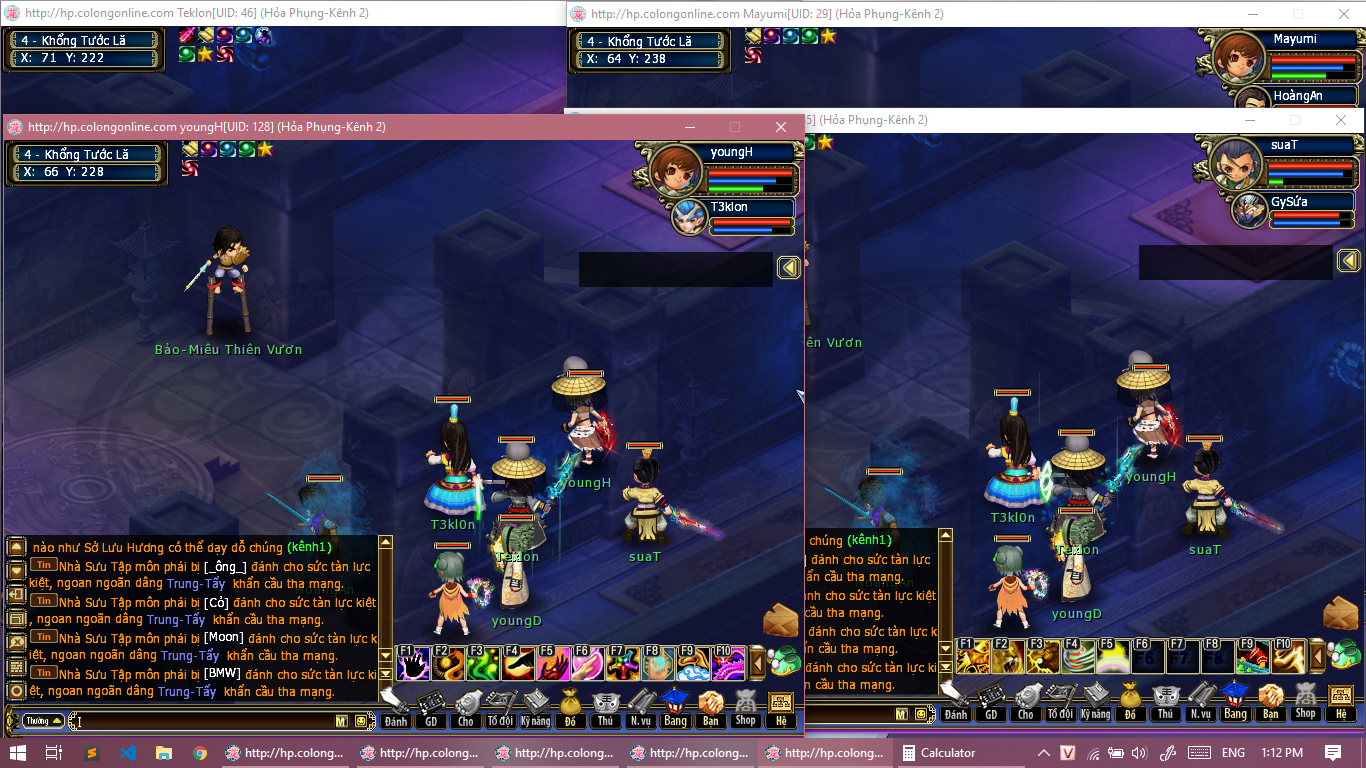 http://hp.colongonline.com Teklon[UID: 46] (Hỏa Phụng-Kênh 2)
http://hp.colongonline.com Mayumi[UID: 29] (Hỏa Phụng-Kênh 2)
4 - Khổng Tước Lă
X: 71 Y: 222
4 - Khổng Tước Lă
X: 64 Y: 238
Mayumi
HoàngAn
http://hp.colongonline.com youngH[UID: 128] (Hỏa Phụng-Kênh 2)
5] (Hỏa Phụng-Kênh 2)
4 - Khổng Tước Lă
X: 66 Y: 228
youngH
T3klon
suaT
GySửa
Bảo-Miêu Thiên Vươn
ên Vươn
youngH
T3kl0n
Teklon
suaT
youngD
youngH
T3kl0n
Teklon
suaT
youngD
nào như Sở Lưu Hương có thể dạy dỗ chúng (kênh1)
Tin Nhà Sưu Tập môn phái bị [_ông_] đánh cho sức tàn lực
kiệt, ngoan ngoãn dâng Trung-Tẩy khẩn cầu tha mạng.
Tin Nhà Sưu Tập môn phái bị [Cỏ] đánh cho sức tàn lực kiệt
, ngoan ngoãn dâng Trung-Tẩy khẩn cầu tha mạng.
Tin Nhà Sưu Tập môn phái bị [Moon] đánh cho sức tàn lực k
iệt, ngoan ngoãn dâng Trung-Tẩy khẩn cầu tha mạng.
Tin Nhà Sưu Tập môn phái bị [BMW] đánh cho sức tàn lực ki
ệt, ngoan ngoãn dâng Trung-Tẩy khẩn cầu tha mạng.
chúng (kênh1)
] đánh cho sức tàn lực
ẩn cầu tha mạng.
đánh cho sức tàn lực kiệt
cầu tha mạng.
đánh cho sức tàn lực k
n cầu tha mạng.
đánh cho sức tàn lực ki
n cầu tha mạng.
F1 F2 F3 F4 F5 F6 F7 F8 F9 F10
F1 F2 F3 F4 F5 F6 F7 F8 F9 F10
Thường M
Đánh GD Cho Tổ đội Kỹ năng Đồ Thú N.vụ Bang Bạn Shop Hệ
M
Đánh GD Cho Tổ đội Kỹ năng Đồ Thú N.vụ Bang Bạn Shop Hệ
http://hp.colong... http://hp.colong... http://hp.colong... http://hp.colong... http://hp.colong... Calculator V ENG 1:12 PM